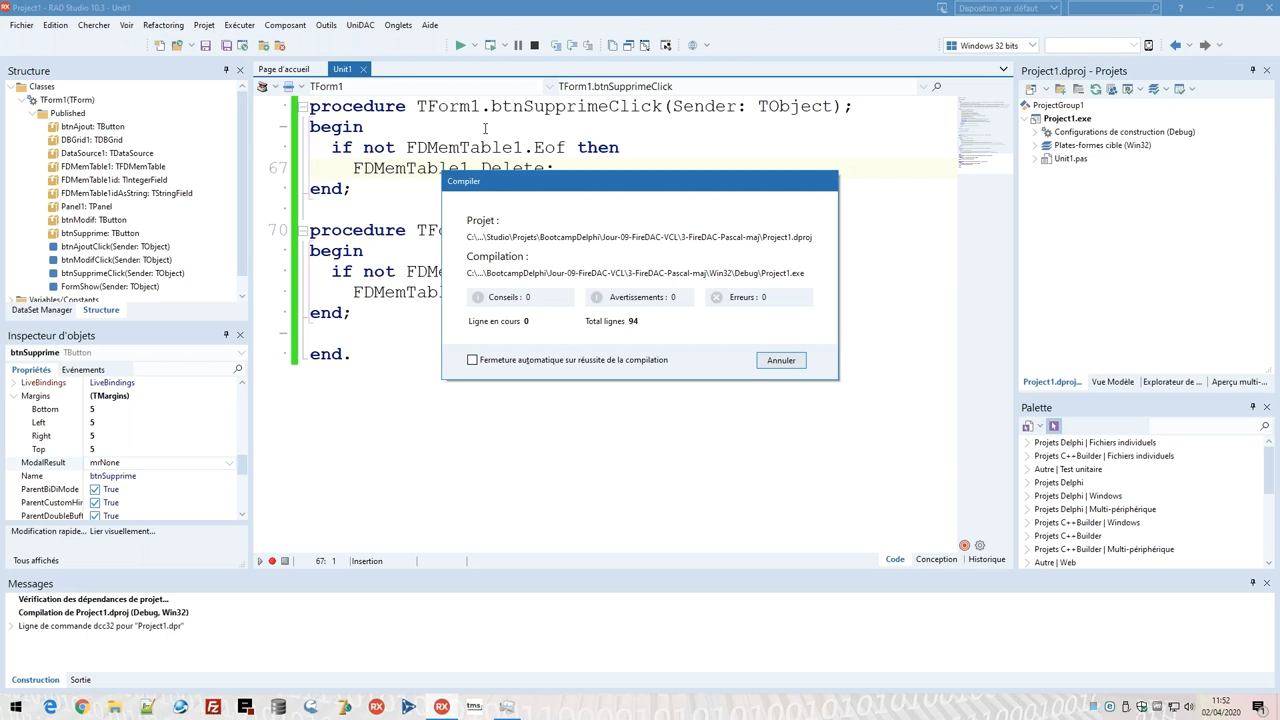 Project1 - RAD Studio 10.3 - Unit1
Disposition par défaut
Fichier Edition Chercher Voir Refactoring Projet Exécuter Composant Outils UniDAC Onglets Aide
Windows 32 bits
Structure
Classes
TForm1(TForm)
Published
btnAjout: TButton
DBGrid1: TDBGrid
DataSource1: TDataSource
FDMemTable1: TFDMemTable
FDMemTable1id: TIntegerField
FDMemTable1idAsString: TStringField
Panel1: TPanel
btnModif: TButton
btnSupprime: TButton
btnAjoutClick(Sender: TObject)
btnModifClick(Sender: TObject)
btnSupprimeClick(Sender: TObject)
FormShow(Sender: TObject)
Variables/Constants
DataSet Manager Structure
Inspecteur d'objets
btnSupprime TButton
Propriétés Evénements
LiveBindings LiveBindings
Margins (TMargins)
Bottom 5
Left 5
Right 5
Top 5
ModalResult mrNone
Name btnSupprime
ParentBiDiMode True
ParentCustomHin True
ParentDoubleBuff True
Modification rapide... Lier visuellement...
Tous affichés
Page d'accueil Unit1
TForm1 TForm1.btnSupprimeClick
procedure TForm1.btnSupprimeClick(Sender: TObject);
begin
if not FDMemTable1.Eof then
67 FDMemTable1.Dele
end;
70 procedure TFo
begin
if not FDMe
FDMemTabl
end;
end.
Compiler
Projet :
C:\...\Studio\Projets\BootcampDelphi\Jour-09-FireDAC-VCL\3-FireDAC-Pascal-maj\Project1.dproj
Compilation :
C:\...\BootcampDelphi\Jour-09-FireDAC-VCL\3-FireDAC-Pascal-maj\Win32\Debug\Project1.exe
Conseils : 0 Avertissements : 0 Erreurs : 0
Ligne en cours 0 Total lignes 94
Fermeture automatique sur réussite de la compilation
Annuler
67: 1 Insertion
Code Conception Historique
Project1.dproj - Projets
ProjectGroup1
Project1.exe
Configurations de construction (Debug)
Plates-formes cible (Win32)
Unit1.pas
Project1.dproj... Vue Modèle Explorateur de ... Aperçu multi-...
Palette
Projets Delphi | Fichiers individuels
Projets C++Builder | Fichiers individuels
Autre | Test unitaire
Projets Delphi
Projets Delphi | Windows
Projets Delphi | Multi-périphérique
Projets C++Builder | Windows
Projets C++Builder
Projets C++Builder | Multi-périphérique
Autre | Web
Messages
Vérification des dépendances de projet...
Compilation de Project1.dproj (Debug, Win32)
Ligne de commande dcc32 pour "Project1.dpr"
Construction Sortie
tms
11:52
02/04/2020